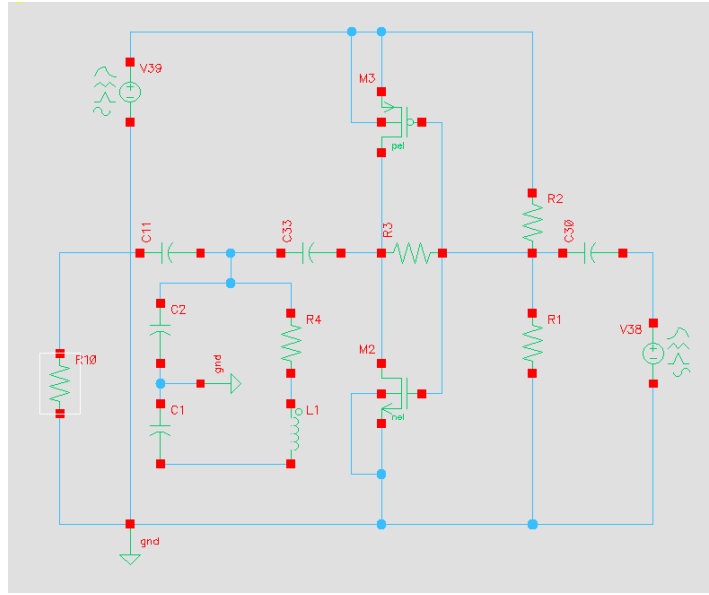 V39
M3
pel
R2
C11
C33
R3
C30
C2
R4
R1
V38
gnd
M2
R10
C1
L1
nel
gnd